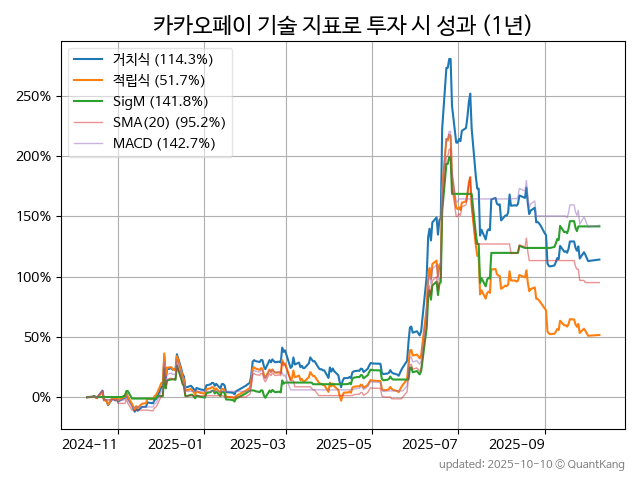 카카오페이 기술 지표로 투자 시 성과 (1년)
거치식 (114.3%)
적립식 (51.7%)
SigM (141.8%)
SMA(20) (95.2%)
MACD (142.7%)
250%
200%
150%
100%
50%
0%
2024-11 2025-01 2025-03 2025-05 2025-07 2025-09
updated: 2025-10-10 © QuantKang